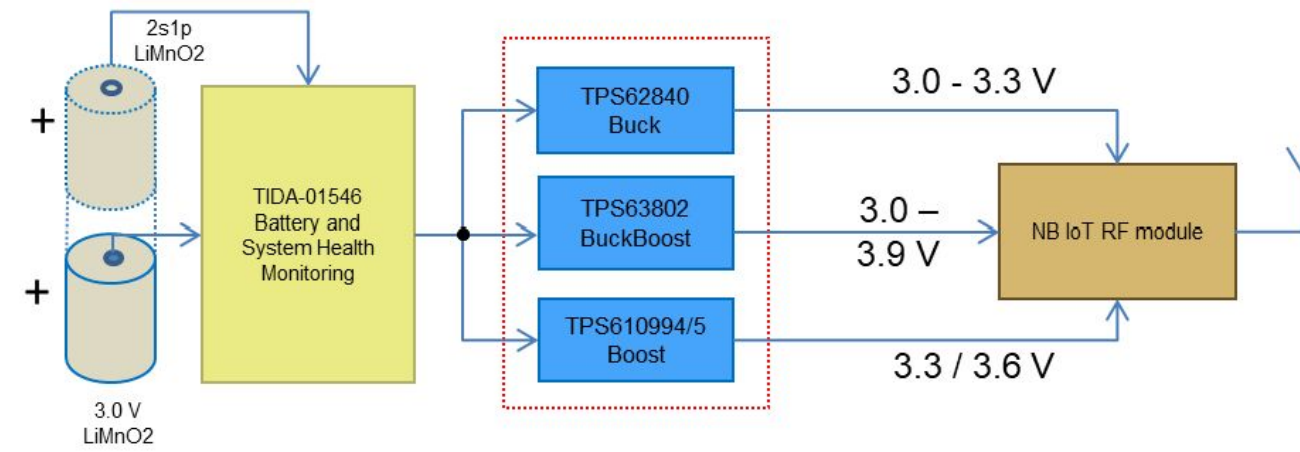 2s1p
LiMnO2
+
+
3.0 V
LiMnO2
TIDA-01546
Battery and
System Health
Monitoring
TPS62840
Buck
TPS63802
BuckBoost
TPS610994/5
Boost
3.0 - 3.3 V
3.0 –
3.9 V
3.3 / 3.6 V
NB IoT RF module